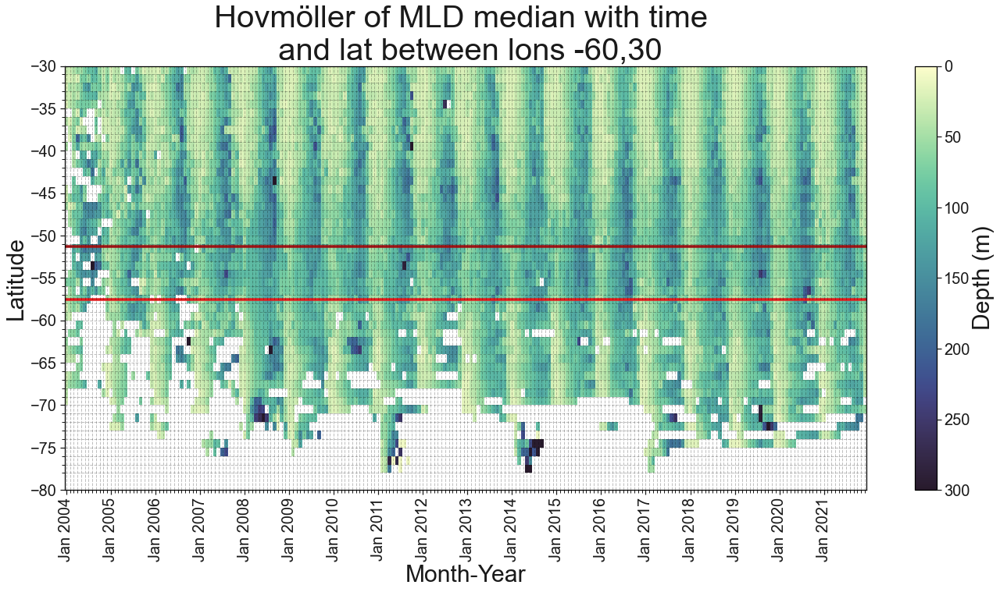 Hovmöller of MLD median with time
and lat between lons -60,30
Latitude
−30
−35
−40
−45
−50
−55
−60
−65
−70
−75
−80
Jan 2004
Jan 2005
Jan 2006
Jan 2007
Jan 2008
Jan 2009
Jan 2010
Jan 2011
Jan 2012
Jan 2013
Jan 2014
Jan 2015
Jan 2016
Jan 2017
Jan 2018
Jan 2019
Jan 2020
Jan 2021
Month-Year
0
50
100
150
200
250
300
Depth (m)